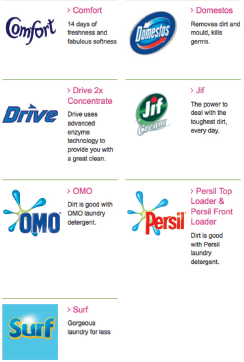 Comfort
> Comfort
14 days of
freshness and
fabulous softness
Domestos
> Domestos
Removes dirt and
mould, kills
germs.
Drive
> Drive 2x
Concentrate
Drive uses
advanced
enzyme
technology to
provide you with
a great clean.
Jif
Cream
> Jif
The power to
deal with the
toughest dirt,
every day.
OMO
> OMO
Dirt is good with
OMO laundry
detergent.
Persil
> Persil Top
Loader &
Persil Front
Loader
Dirt is good
with Persil
laundry
detergent.
Surf
> Surf
Gorgeous
laundry for less